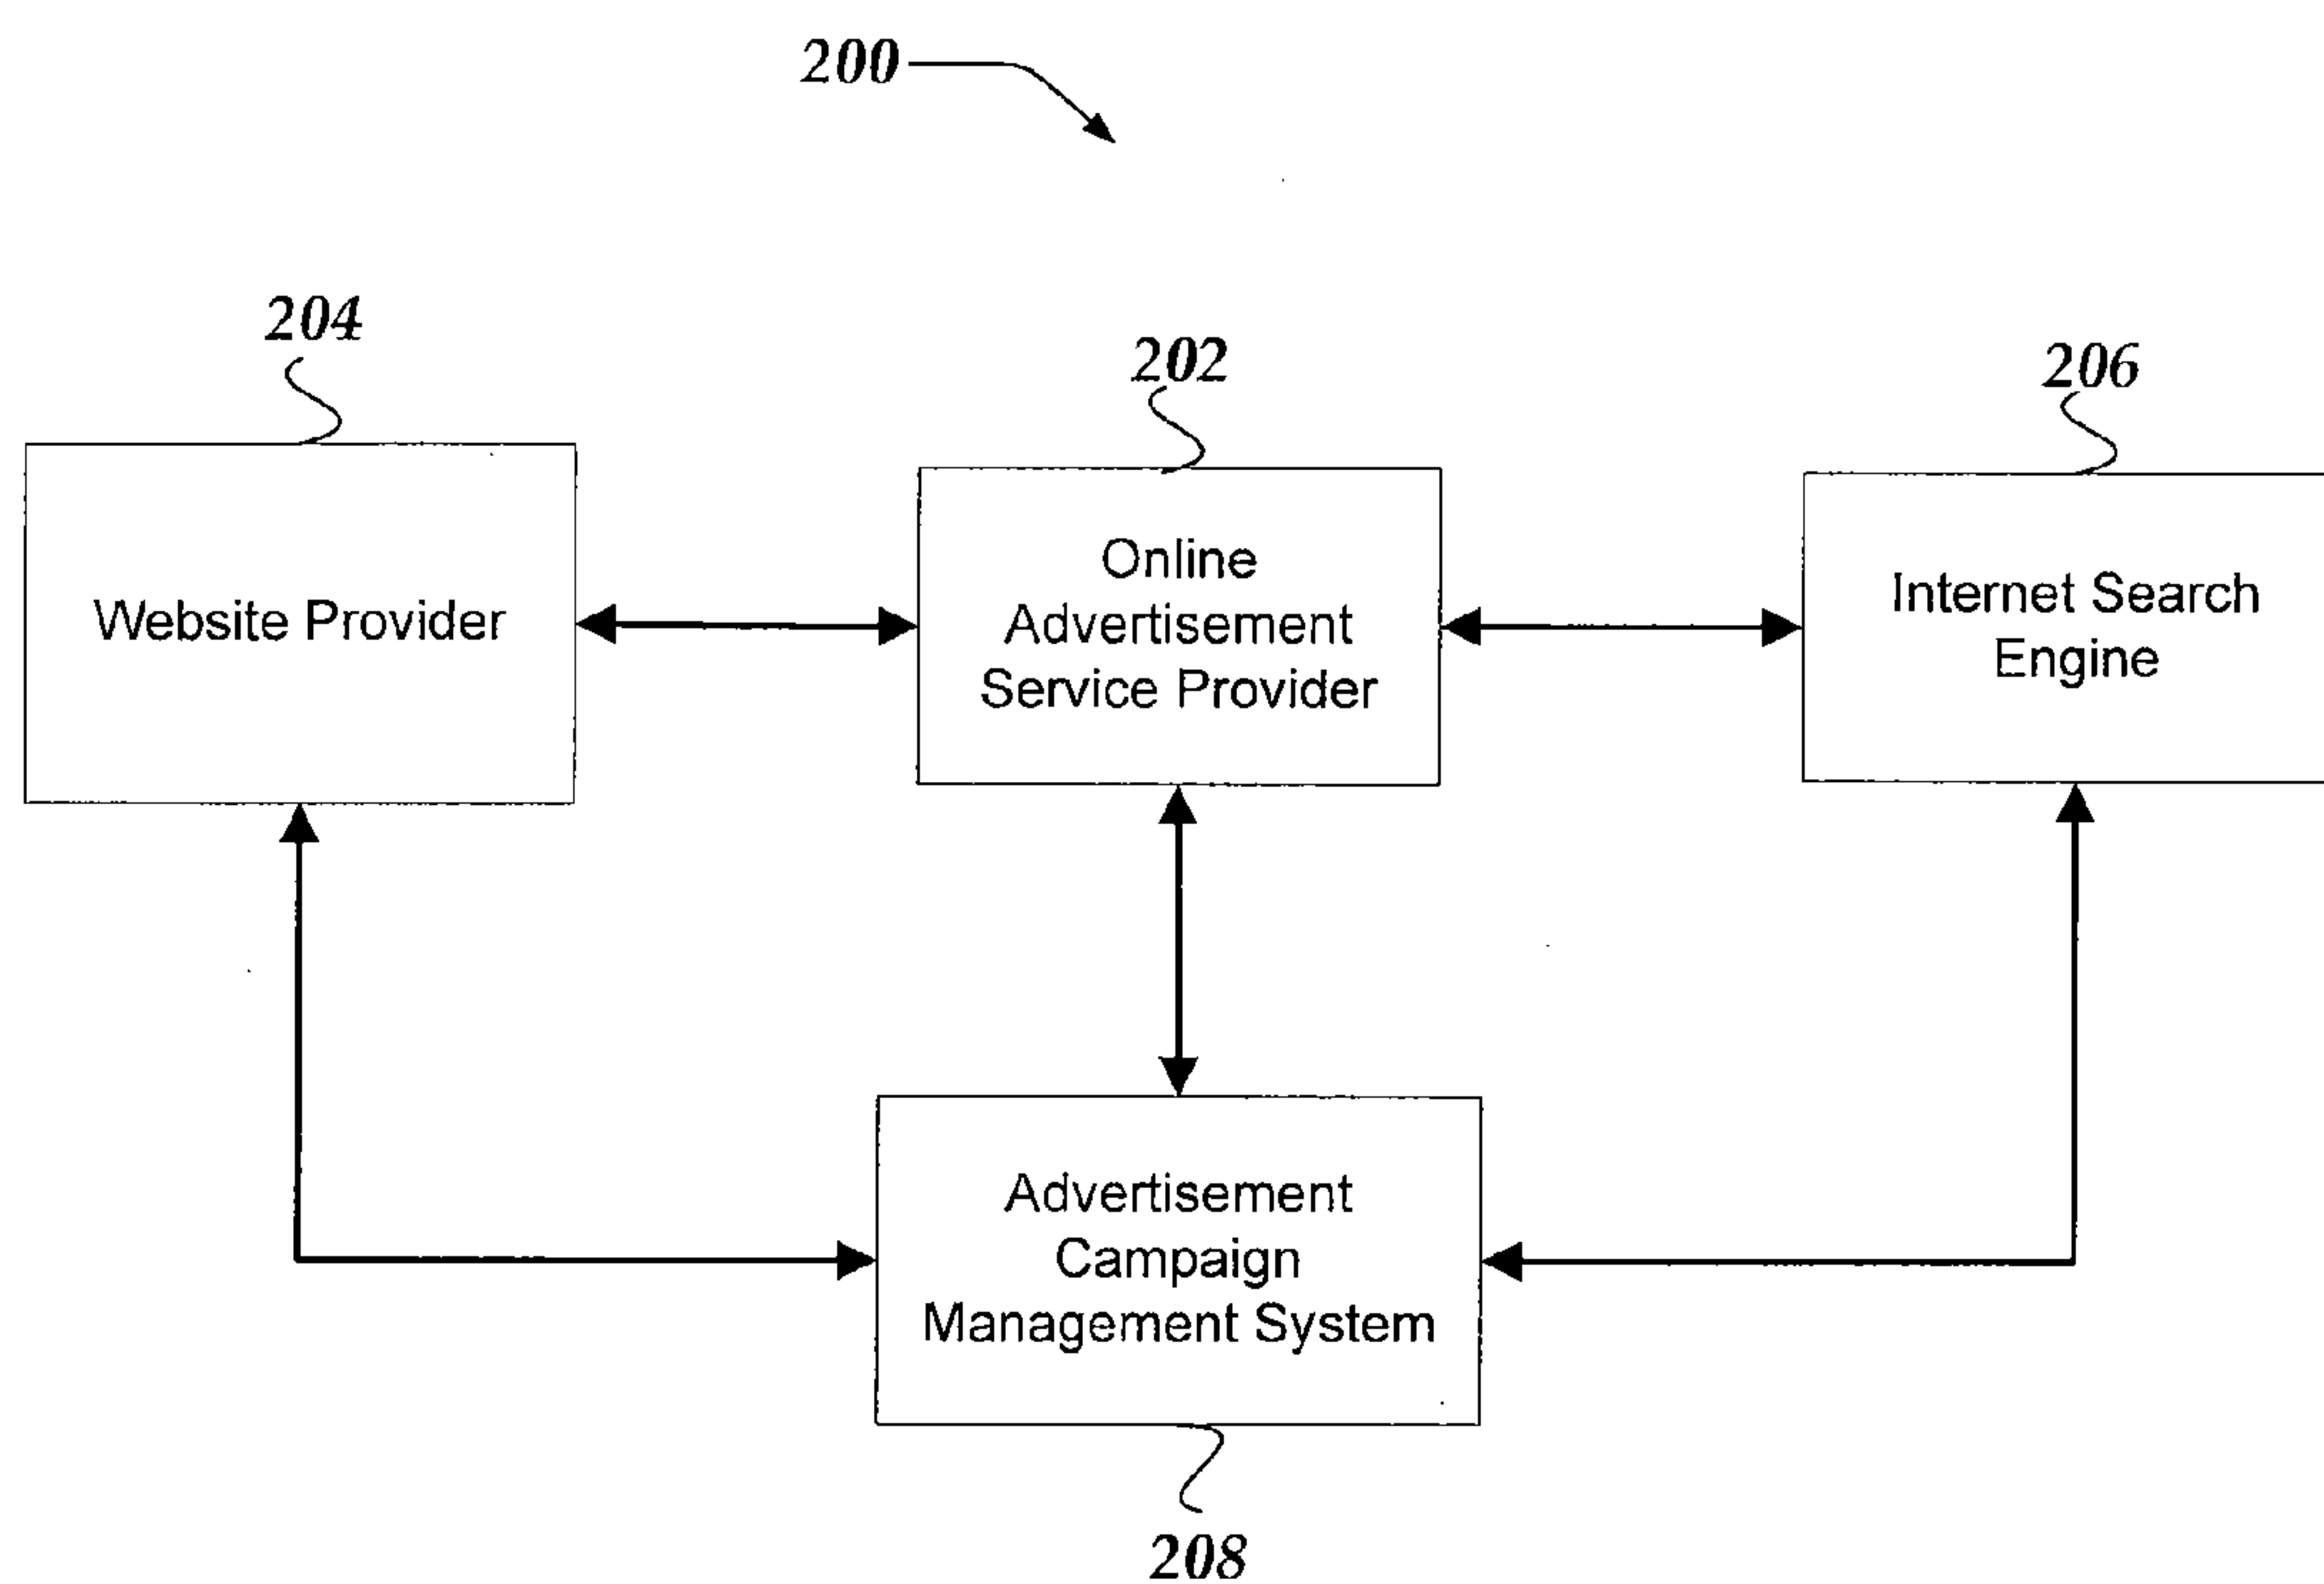 200
204
202
206
Website Provider
Online
Advertisement
Service Provider
Internet Search
Engine
Advertisement
Campaign
Management System
208